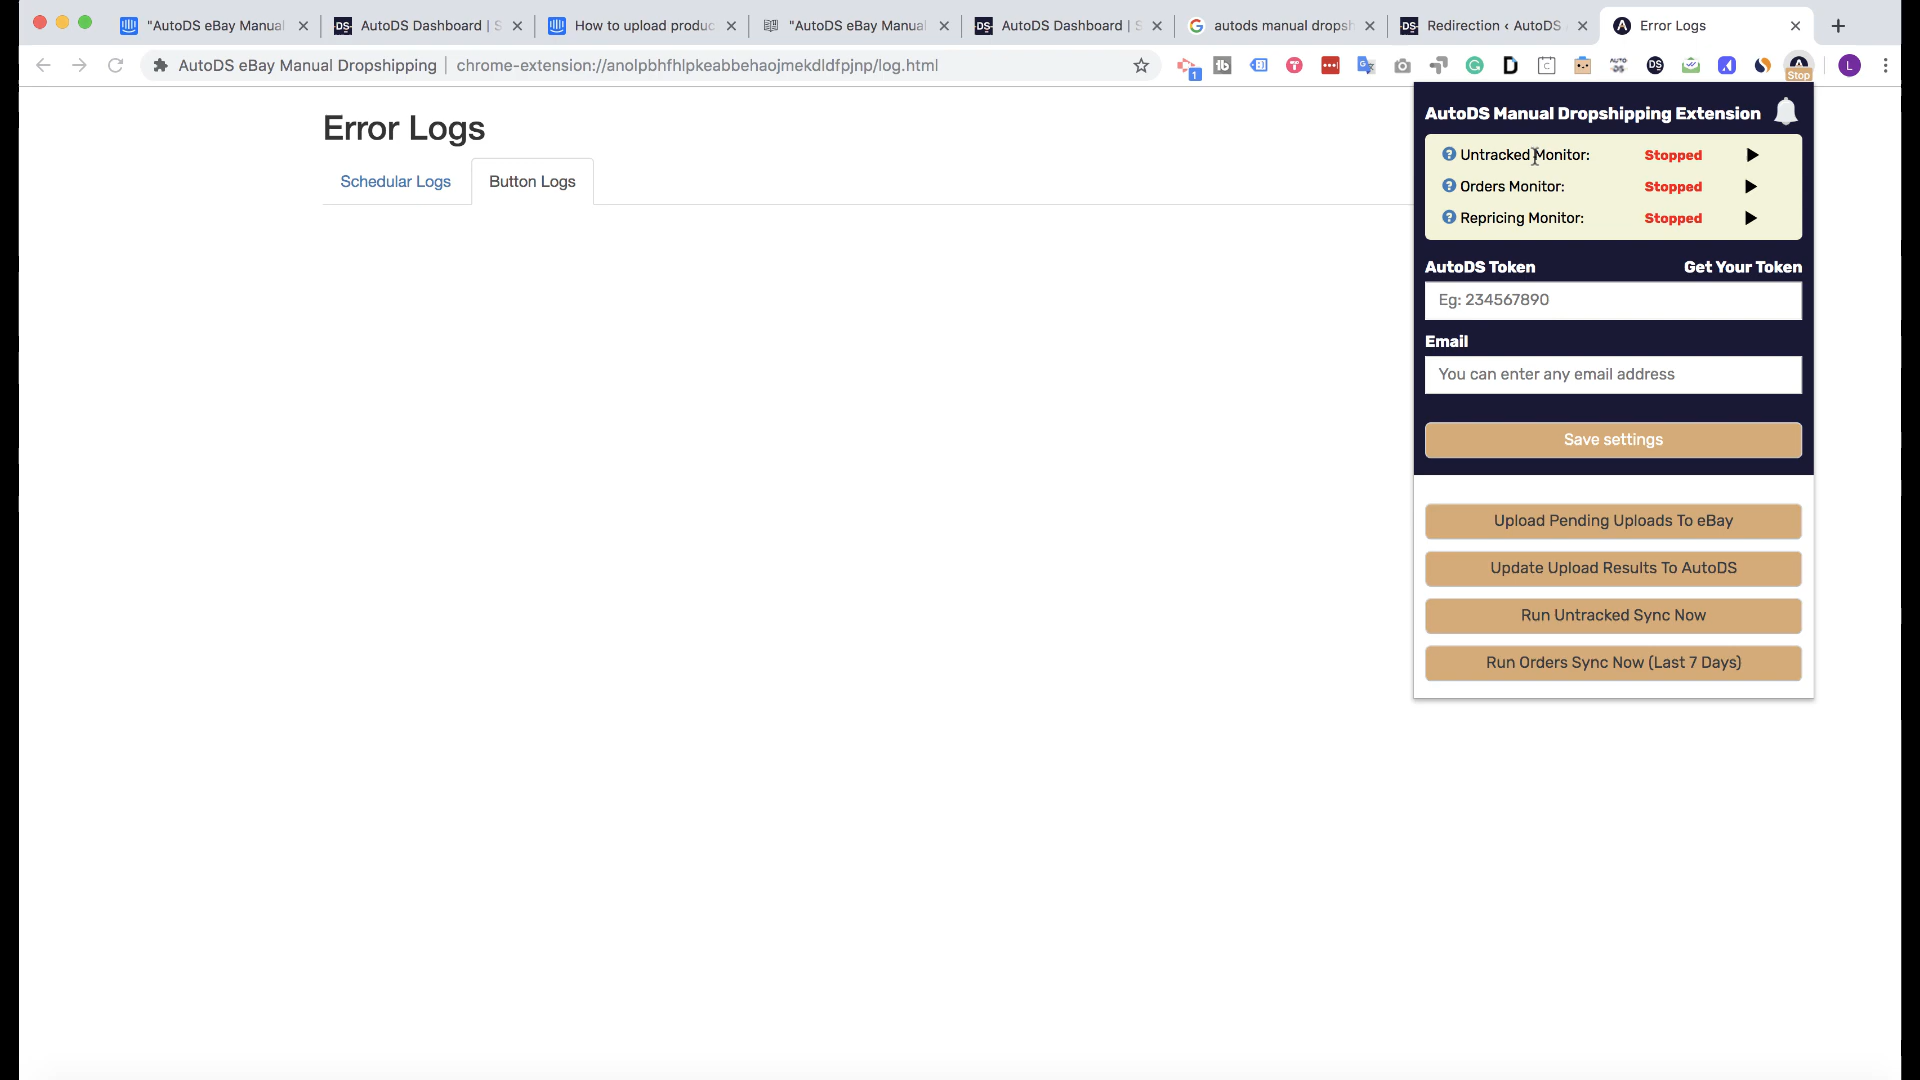 "AutoDS eBay Manual
AutoDS Dashboard | S
How to upload produc
"AutoDS eBay Manual
AutoDS Dashboard | S
autods manual dropsh
Redirection ‹ AutoDS
Error Logs
AutoDS eBay Manual Dropshipping
chrome-extension://anolpbhfhlpkeabbehaojmekdldfpjnp/log.html
1
Stop
L
Error Logs
Schedular Logs
Button Logs
AutoDS Manual Dropshipping Extension
Untracked Monitor: Stopped
Orders Monitor: Stopped
Repricing Monitor: Stopped
AutoDS Token
Get Your Token
Eg: 234567890
Email
You can enter any email address
Save settings
Upload Pending Uploads To eBay
Update Upload Results To AutoDS
Run Untracked Sync Now
Run Orders Sync Now (Last 7 Days)